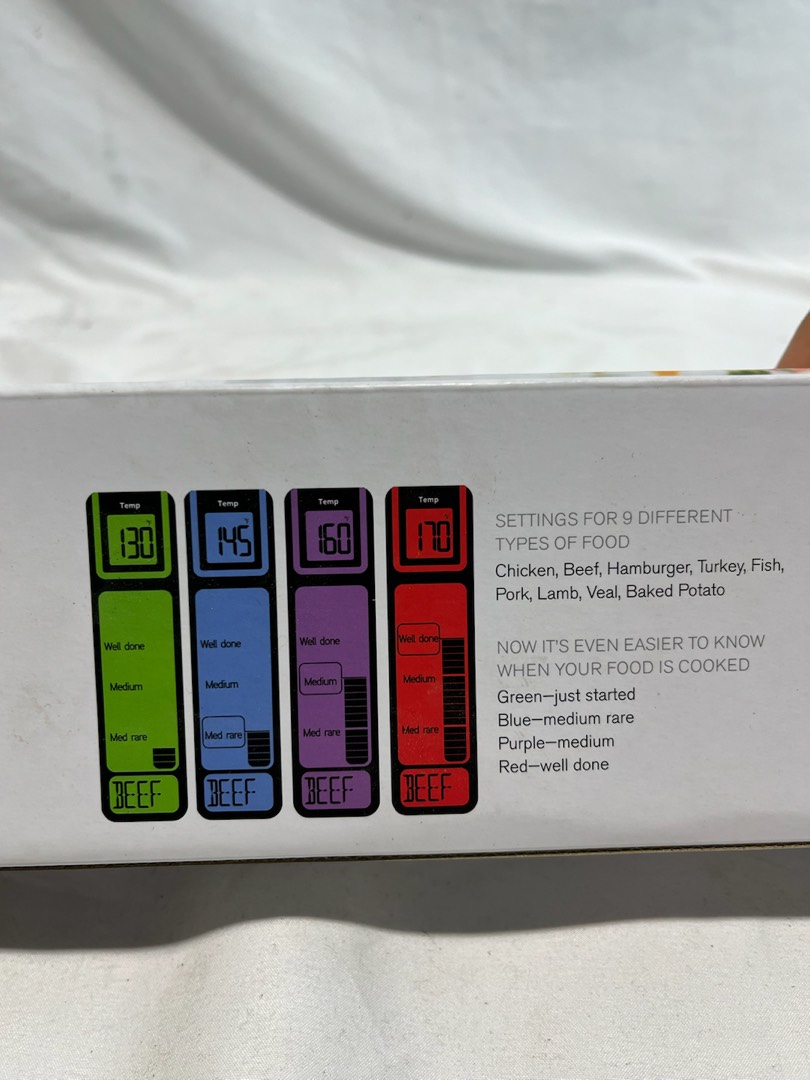 Temp
130 °F
Well done
Medium
Med rare
BEEF
Temp
145 °F
Well done
Medium
Med rare
BEEF
Temp
160 °F
Well done
Medium
Med rare
BEEF
Temp
170 °F
Well done
Medium
Med rare
BEEF
SETTINGS FOR 9 DIFFERENT
TYPES OF FOOD
Chicken, Beef, Hamburger, Turkey, Fish,
Pork, Lamb, Veal, Baked Potato
NOW IT'S EVEN EASIER TO KNOW
WHEN YOUR FOOD IS COOKED
Green—just started
Blue—medium rare
Purple—medium
Red—well done